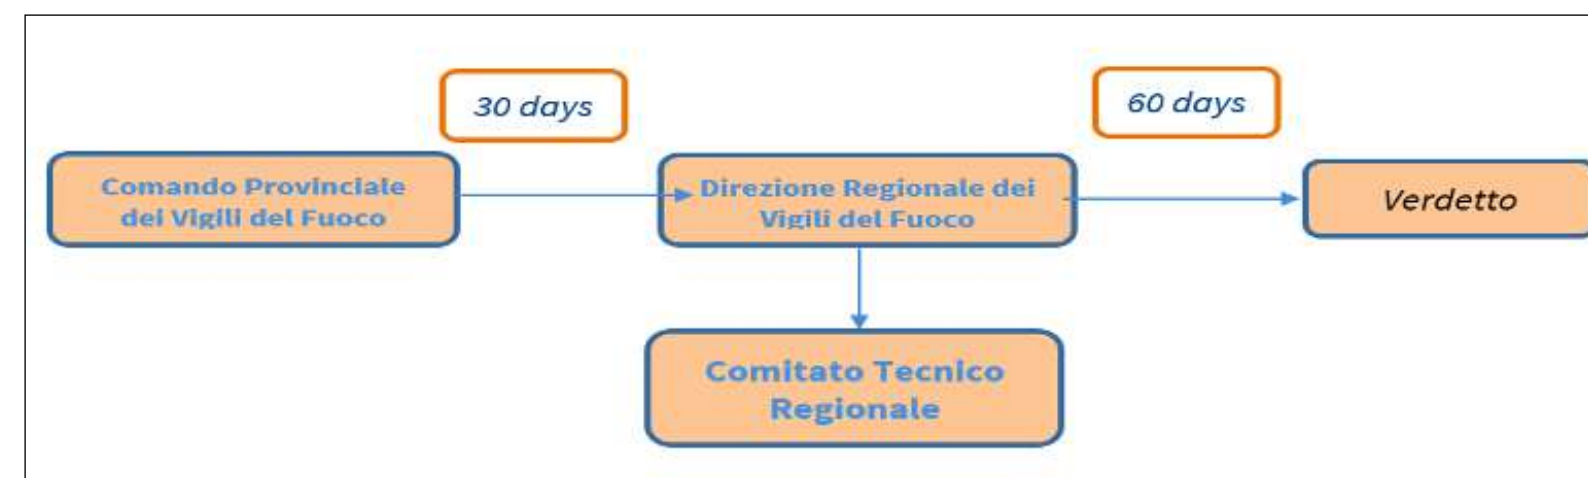 30 days
60 days
Comando Provinciale
dei Vigili del Fuoco
Direzione Regionale dei
Vigili del Fuoco
Verdetto
Comitato Tecnico
Regionale